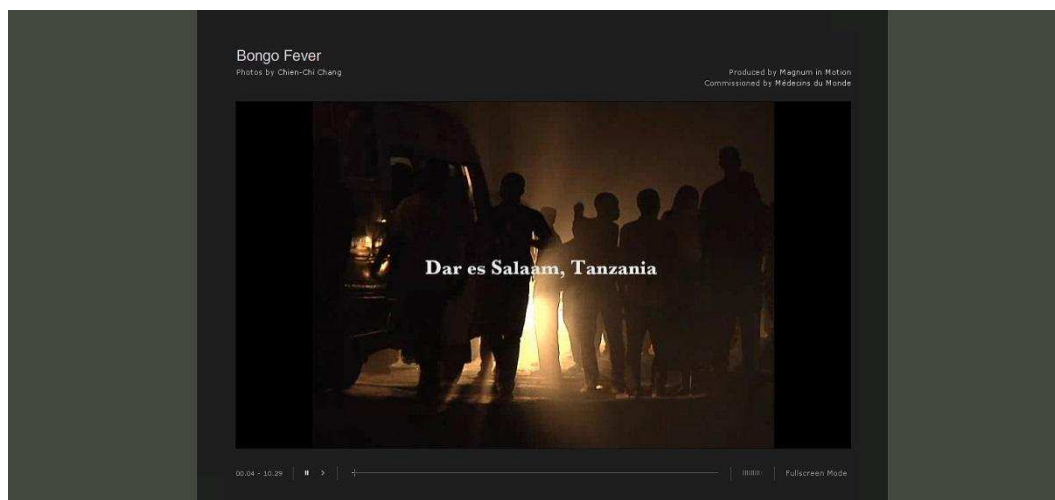 Bongo Fever
Photos by Chien-Chi Chang
Produced by Magnum in Motion
Commissioned by Médecins du Monde
Dar es Salaam, Tanzania
00.04 - 10.29
Fullscreen Mode